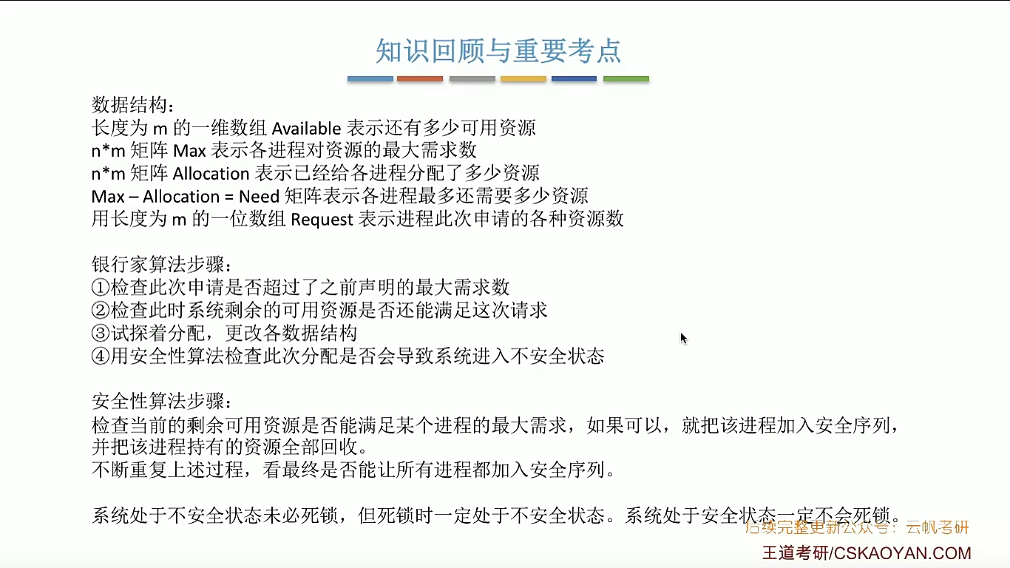 知识回顾与重要考点
数据结构：
长度为 m 的一维数组 Available 表示还有多少可用资源
n*m 矩阵 Max 表示各进程对资源的最大需求数
n*m 矩阵 Allocation 表示已经给各进程分配了多少资源
Max – Allocation = Need 矩阵表示各进程最多还需要多少资源
用长度为 m 的一位数组 Request 表示进程此次申请的各种资源数
银行家算法步骤：
①检查此次申请是否超过了之前声明的最大需求数
②检查此时系统剩余的可用资源是否还能满足这次请求
③试探着分配，更改各数据结构
④用安全性算法检查此次分配是否会导致系统进入不安全状态
安全性算法步骤：
检查当前的剩余可用资源是否能满足某个进程的最大需求，如果可以，就把该进程加入安全序列，
并把该进程持有的资源全部回收。
不断重复上述过程，看最终是否能让所有进程都加入安全序列。
系统处于不安全状态未必死锁，但死锁时一定处于不安全状态。系统处于安全状态一定不会死锁。
后续完整更新公众号：云帆考研
王道考研/CSKAOYAN.COM